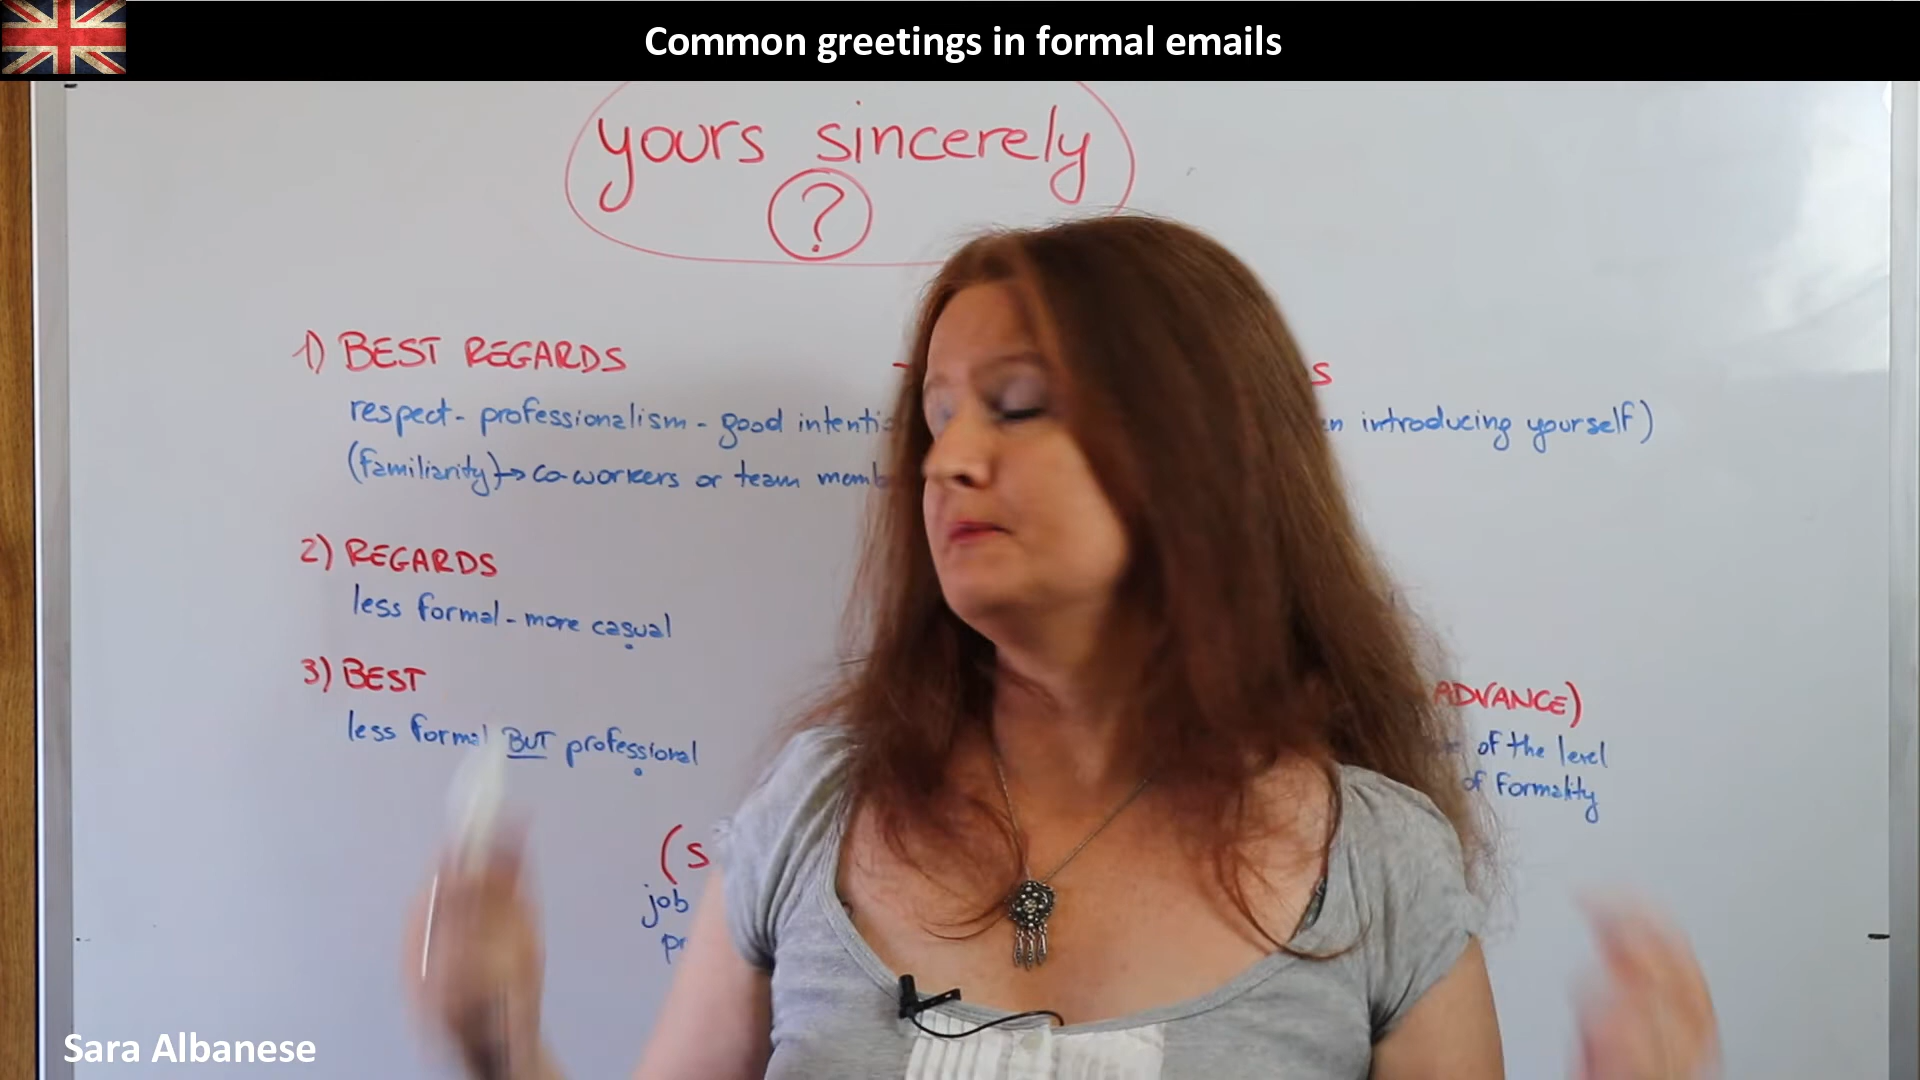 Common greetings in formal emails
yours sincerely
?
1) BEST REGARDS
respect - professionalism - good
introducing yourself)
(familiarity) → co-workers or team
2) REGARDS
less formal - more casual
3) BEST
ADVANCE)
less formal BUT professional
of the level
of formality
(S
job
Sara Albanese